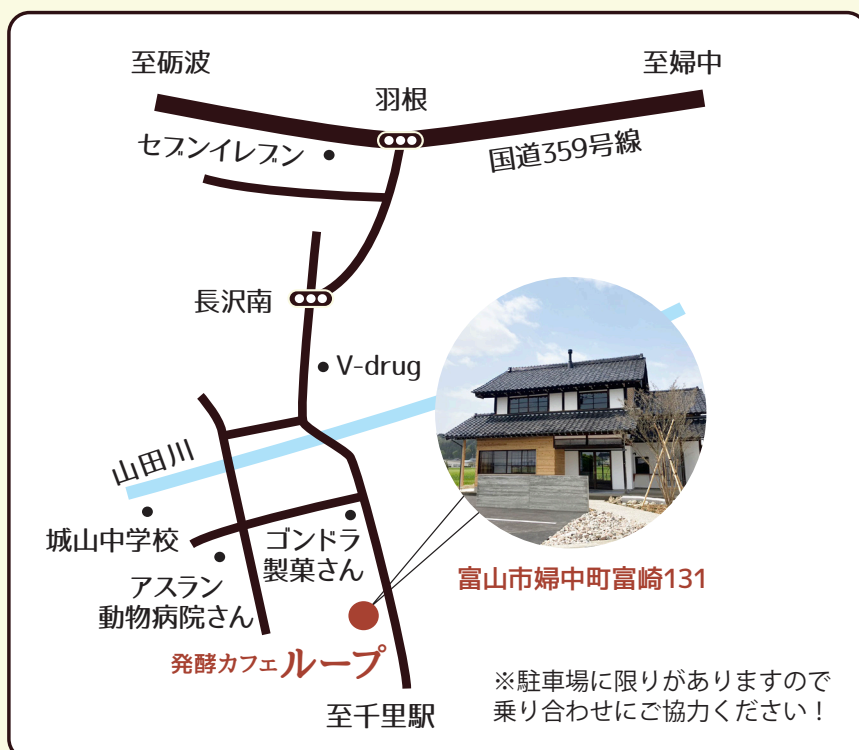 至砺波
至婦中
羽根
セブンイレブン
国道359号線
長沢南
V-drug
山田川
城山中学校
ゴンドラ
製菓さん
アスラン
動物病院さん
富山市婦中町富崎131
発酵カフェ ループ
至千里駅
※駐車場に限りがありますので
乗り合わせにご協力ください！